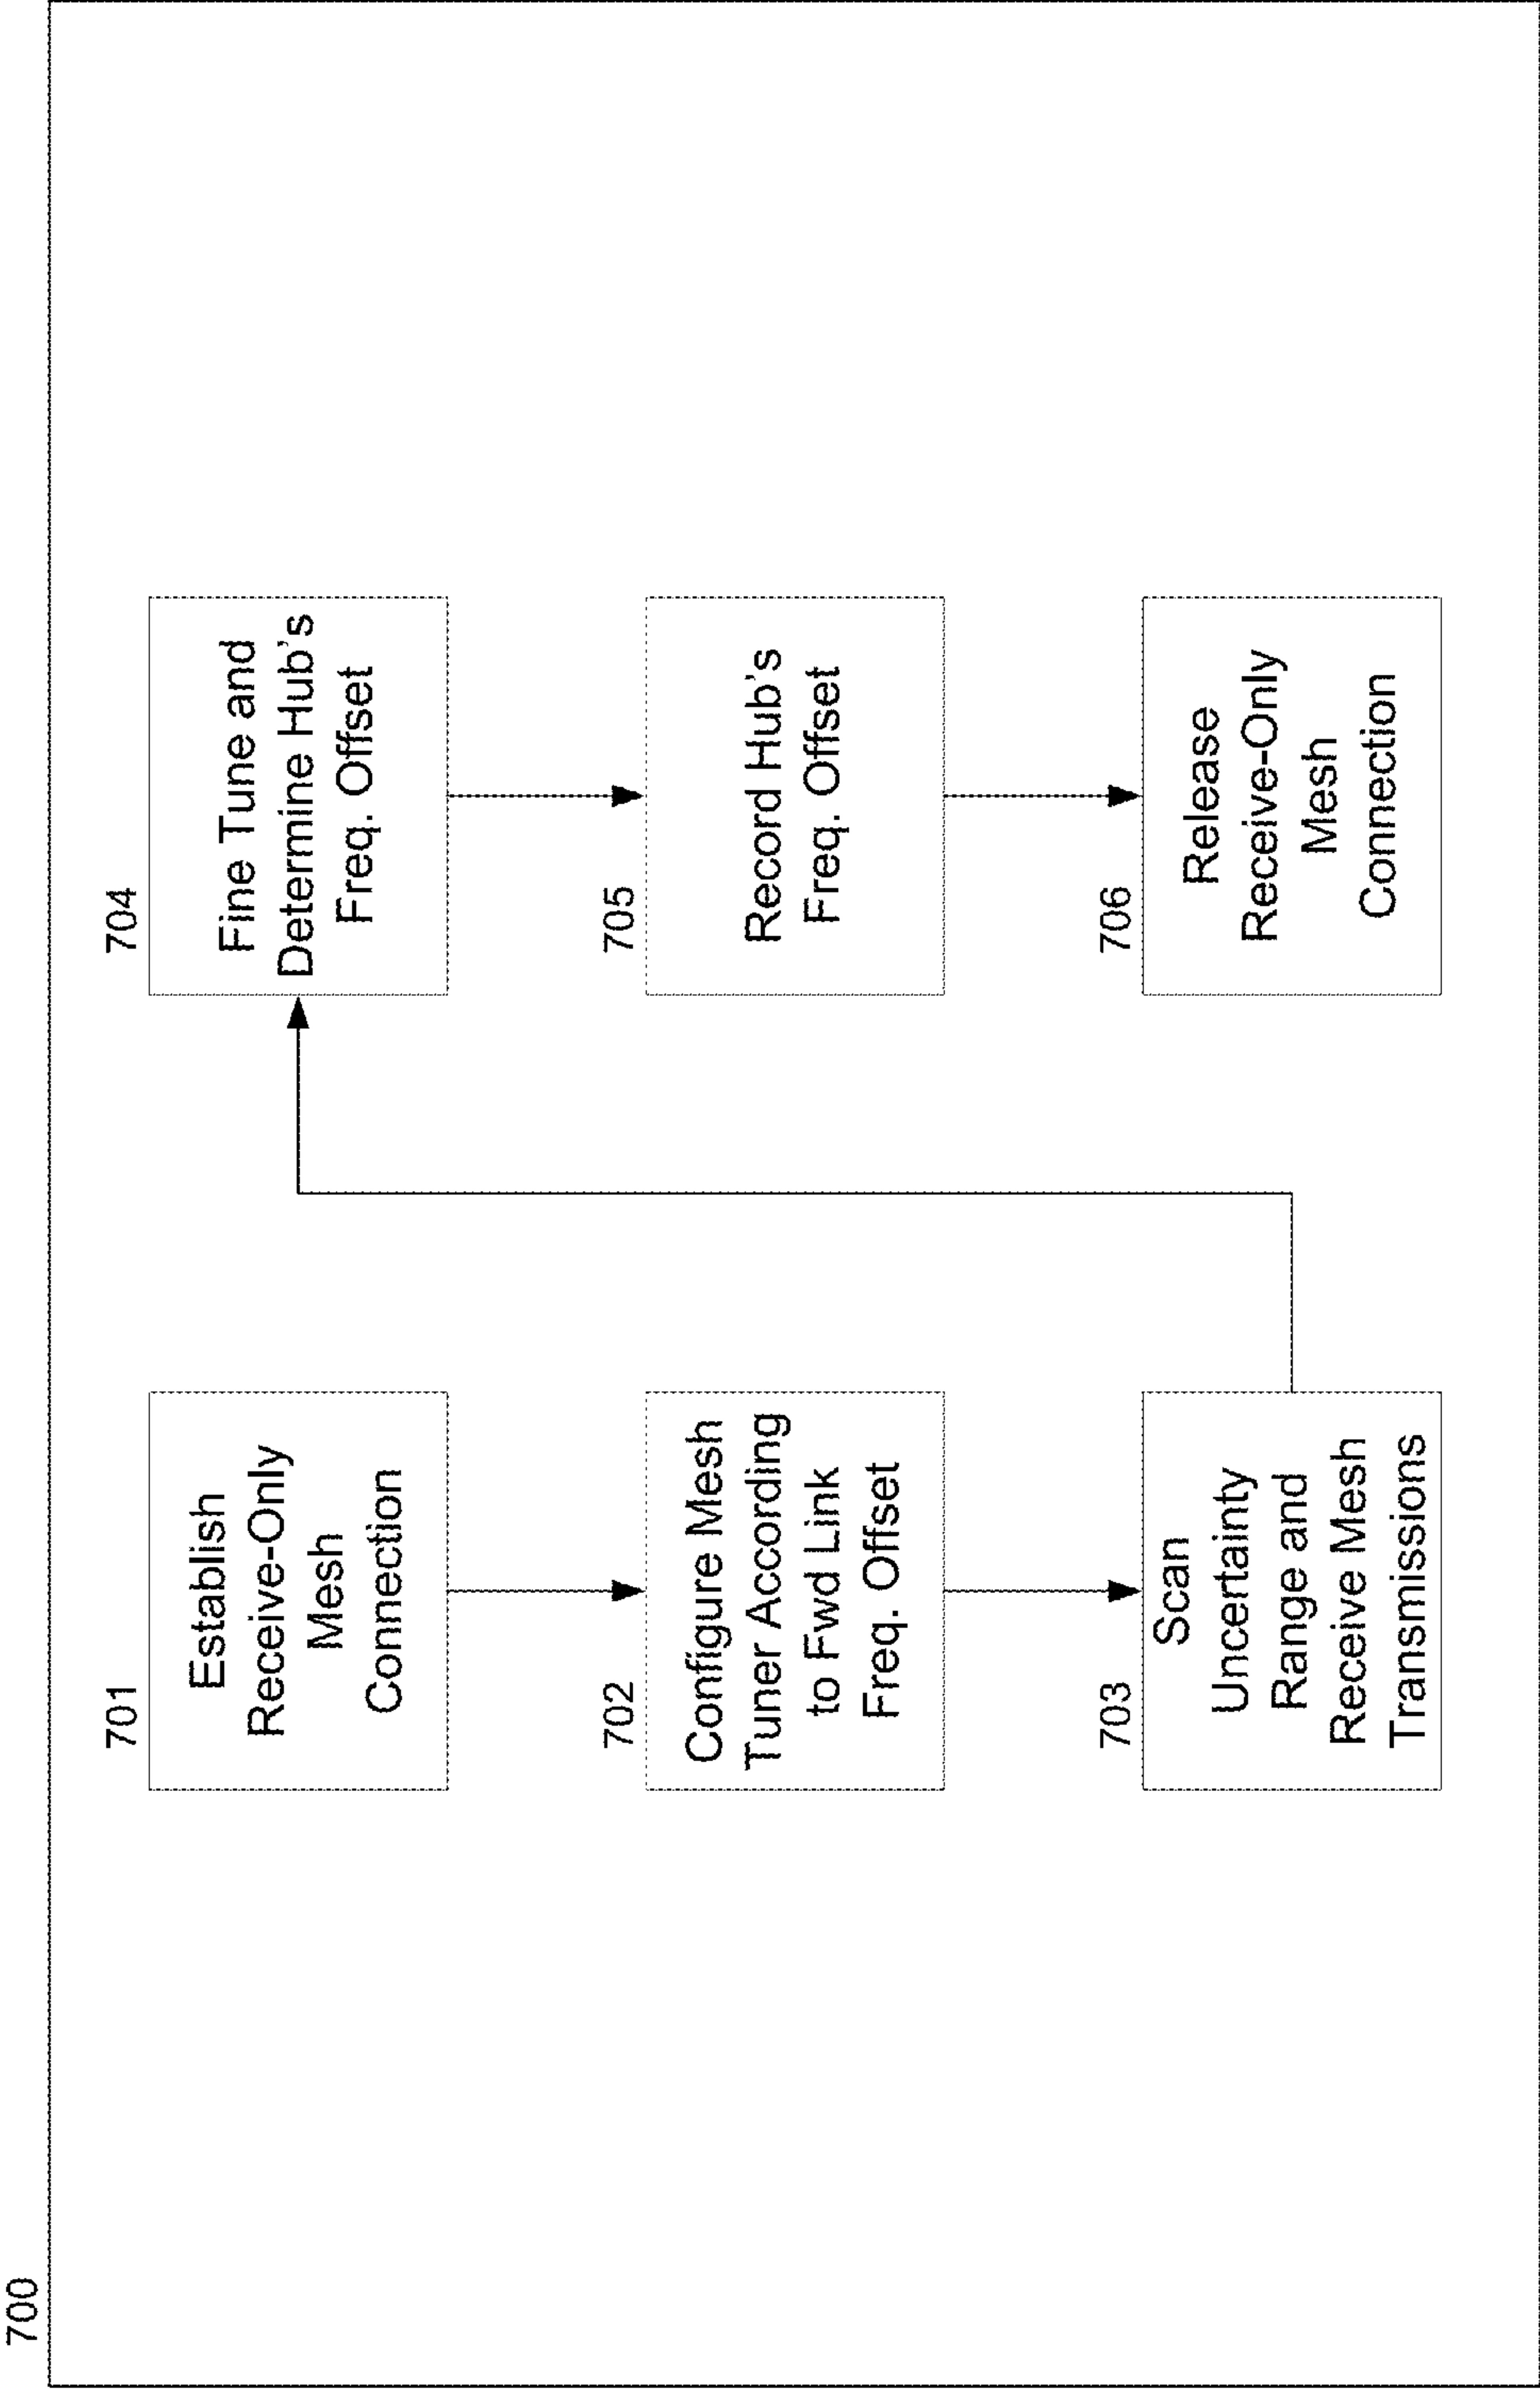 700
701
Establish
Receive-Only
Mesh
Connection
702
Configure Mesh
Tuner According
to Fwd Link
Freq. Offset
703
Scan
Uncertainty
Range and
Receive Mesh
Transmissions
704
Fine Tune and
Determine Hub's
Freq. Offset
705
Record Hub's
Freq. Offset
706
Release
Receive-Only
Mesh
Connection